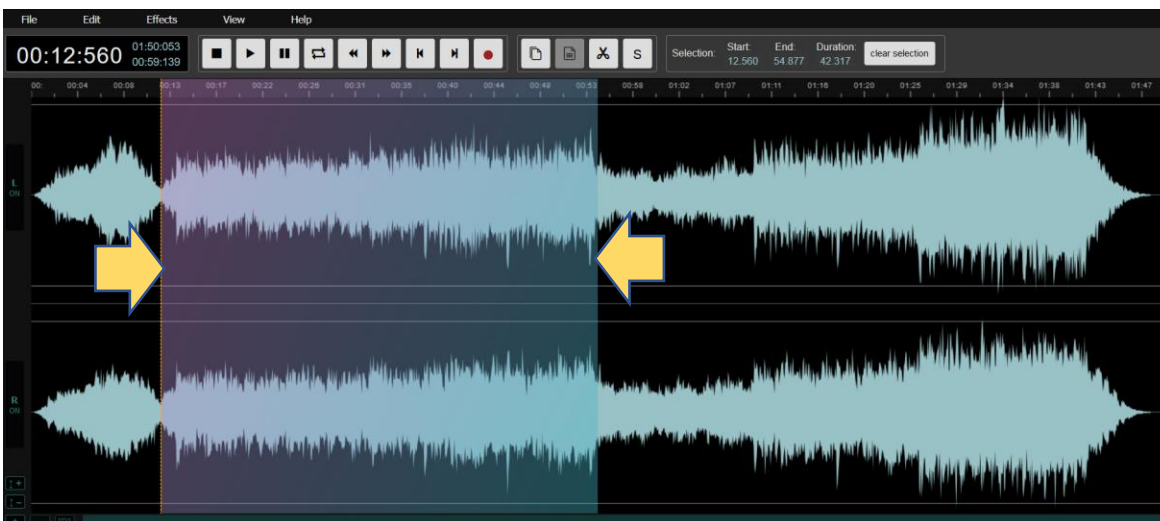 File Edit Effects View Help
00:12:560
01:50:053
00:59:139
S
Selection: Start: End: Duration:
12.560 54.877 42.317
clear selection
00: 00:04 00:08 00:13 00:17 00:22 00:26 00:31 00:35 00:40 00:44 00:49 00:53 00:58 01:02 01:07 01:11 01:16 01:20 01:25 01:29 01:34 01:38 01:43 01:47
L
ON
R
ON